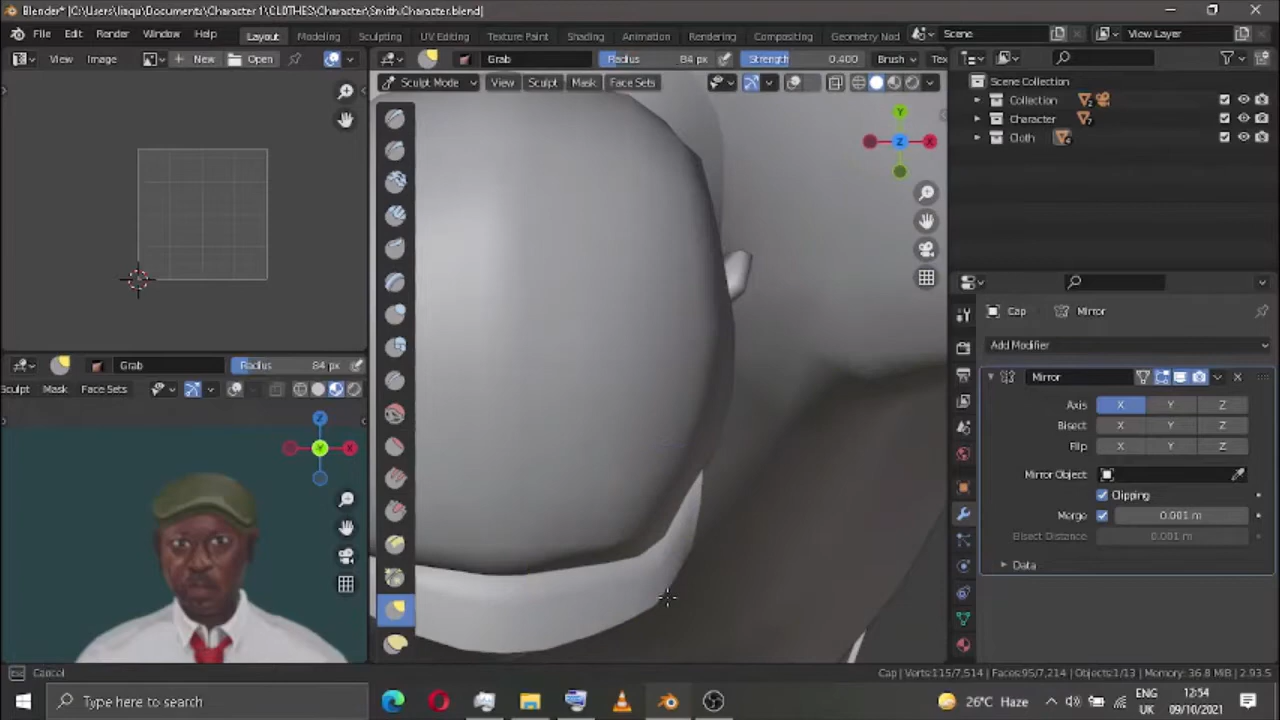 Blender* [C:\Users\liaqu\Documents\Character 1\CLOTHES\Character\Smith.Character.blend]
File Edit Render Window Help Layout Modeling Sculpting UV Editing Texture Paint Shading Animation Rendering Compositing Geometry Nod Scene View Layer
View Image New Open Grab Radius 84 px Strength 0.400 Brush Tex
Sculpt Mode View Sculpt Mask Face Sets
Scene Collection
Collection
Character
Cloth
Y
Z X
Cap Mirror
Add Modifier
Mirror
Axis X Y Z
Bisect X Y Z
Flip X Y Z
Mirror Object
Clipping
Merge 0.001 m
Bisect Distance 0.001 m
Data
Grab Radius 84 px
Sculpt Mask Face Sets
Z
Y X
Cancel Cap | Verts:115/7,514 | Faces:95/7,214 | Objects:1/13 | Memory: 36.8 MiB | 2.93.5
Type here to search 26°C Haze ENG UK 12:54 09/10/2021